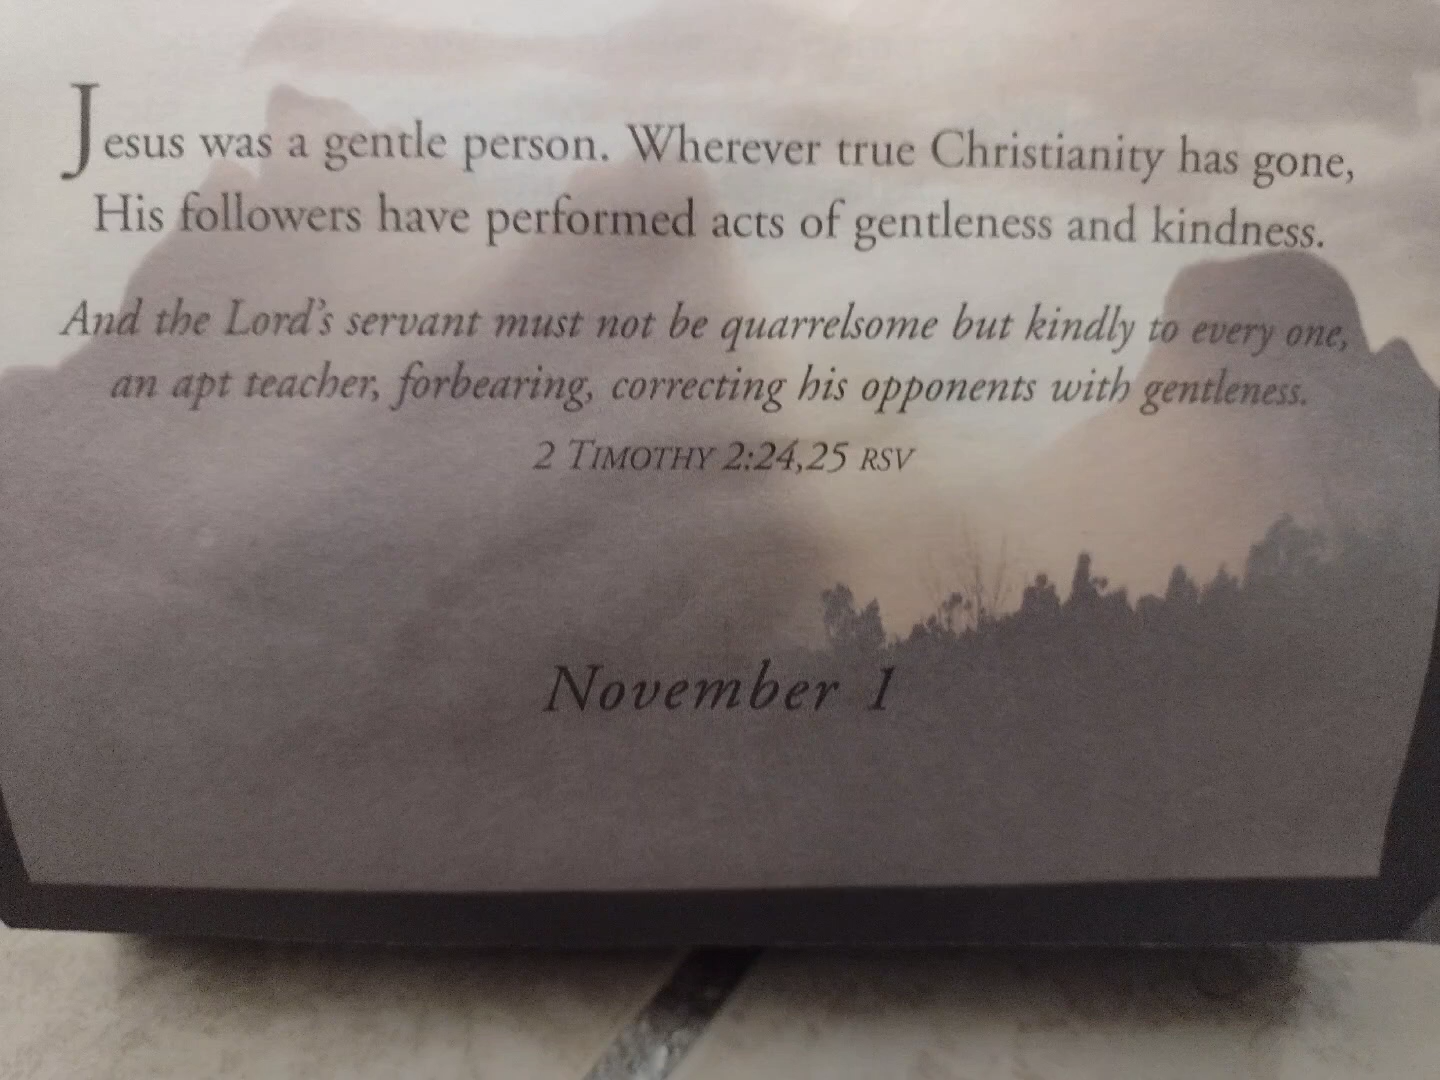 Jesus was a gentle person. Wherever true Christianity has gone,
His followers have performed acts of gentleness and kindness.
And the Lord's servant must not be quarrelsome but kindly to every one,
an apt teacher, forbearing, correcting his opponents with gentleness.
2 TIMOTHY 2:24,25 RSV
November 1